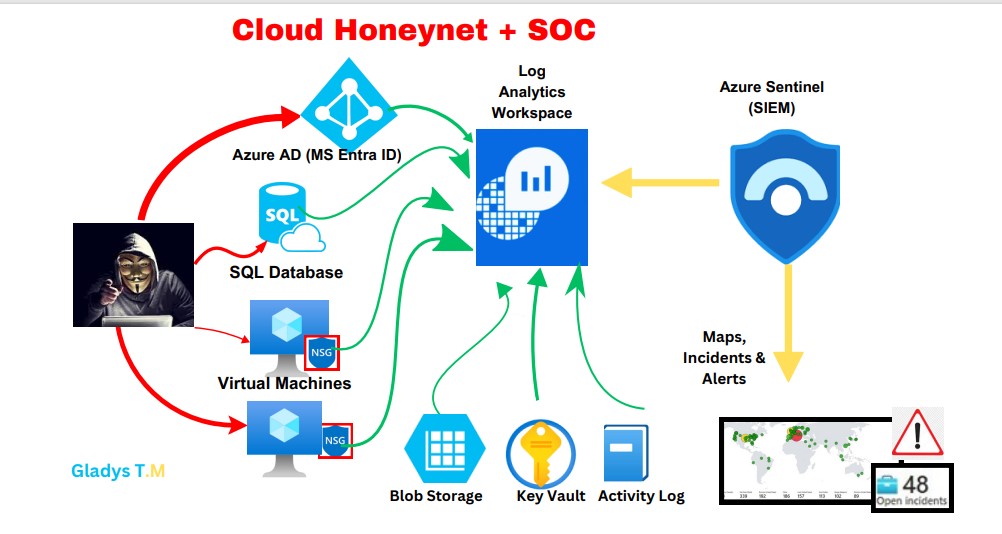 Cloud Honeynet + SOC
Log
Analytics
Workspace
Azure Sentinel
(SIEM)
Azure AD (MS Entra ID)
SQL
SQL Database
NSG
Virtual Machines
NSG
Maps,
Incidents &
Alerts
Gladys T.M
Blob Storage
Key Vault
Activity Log
48
Open incidents